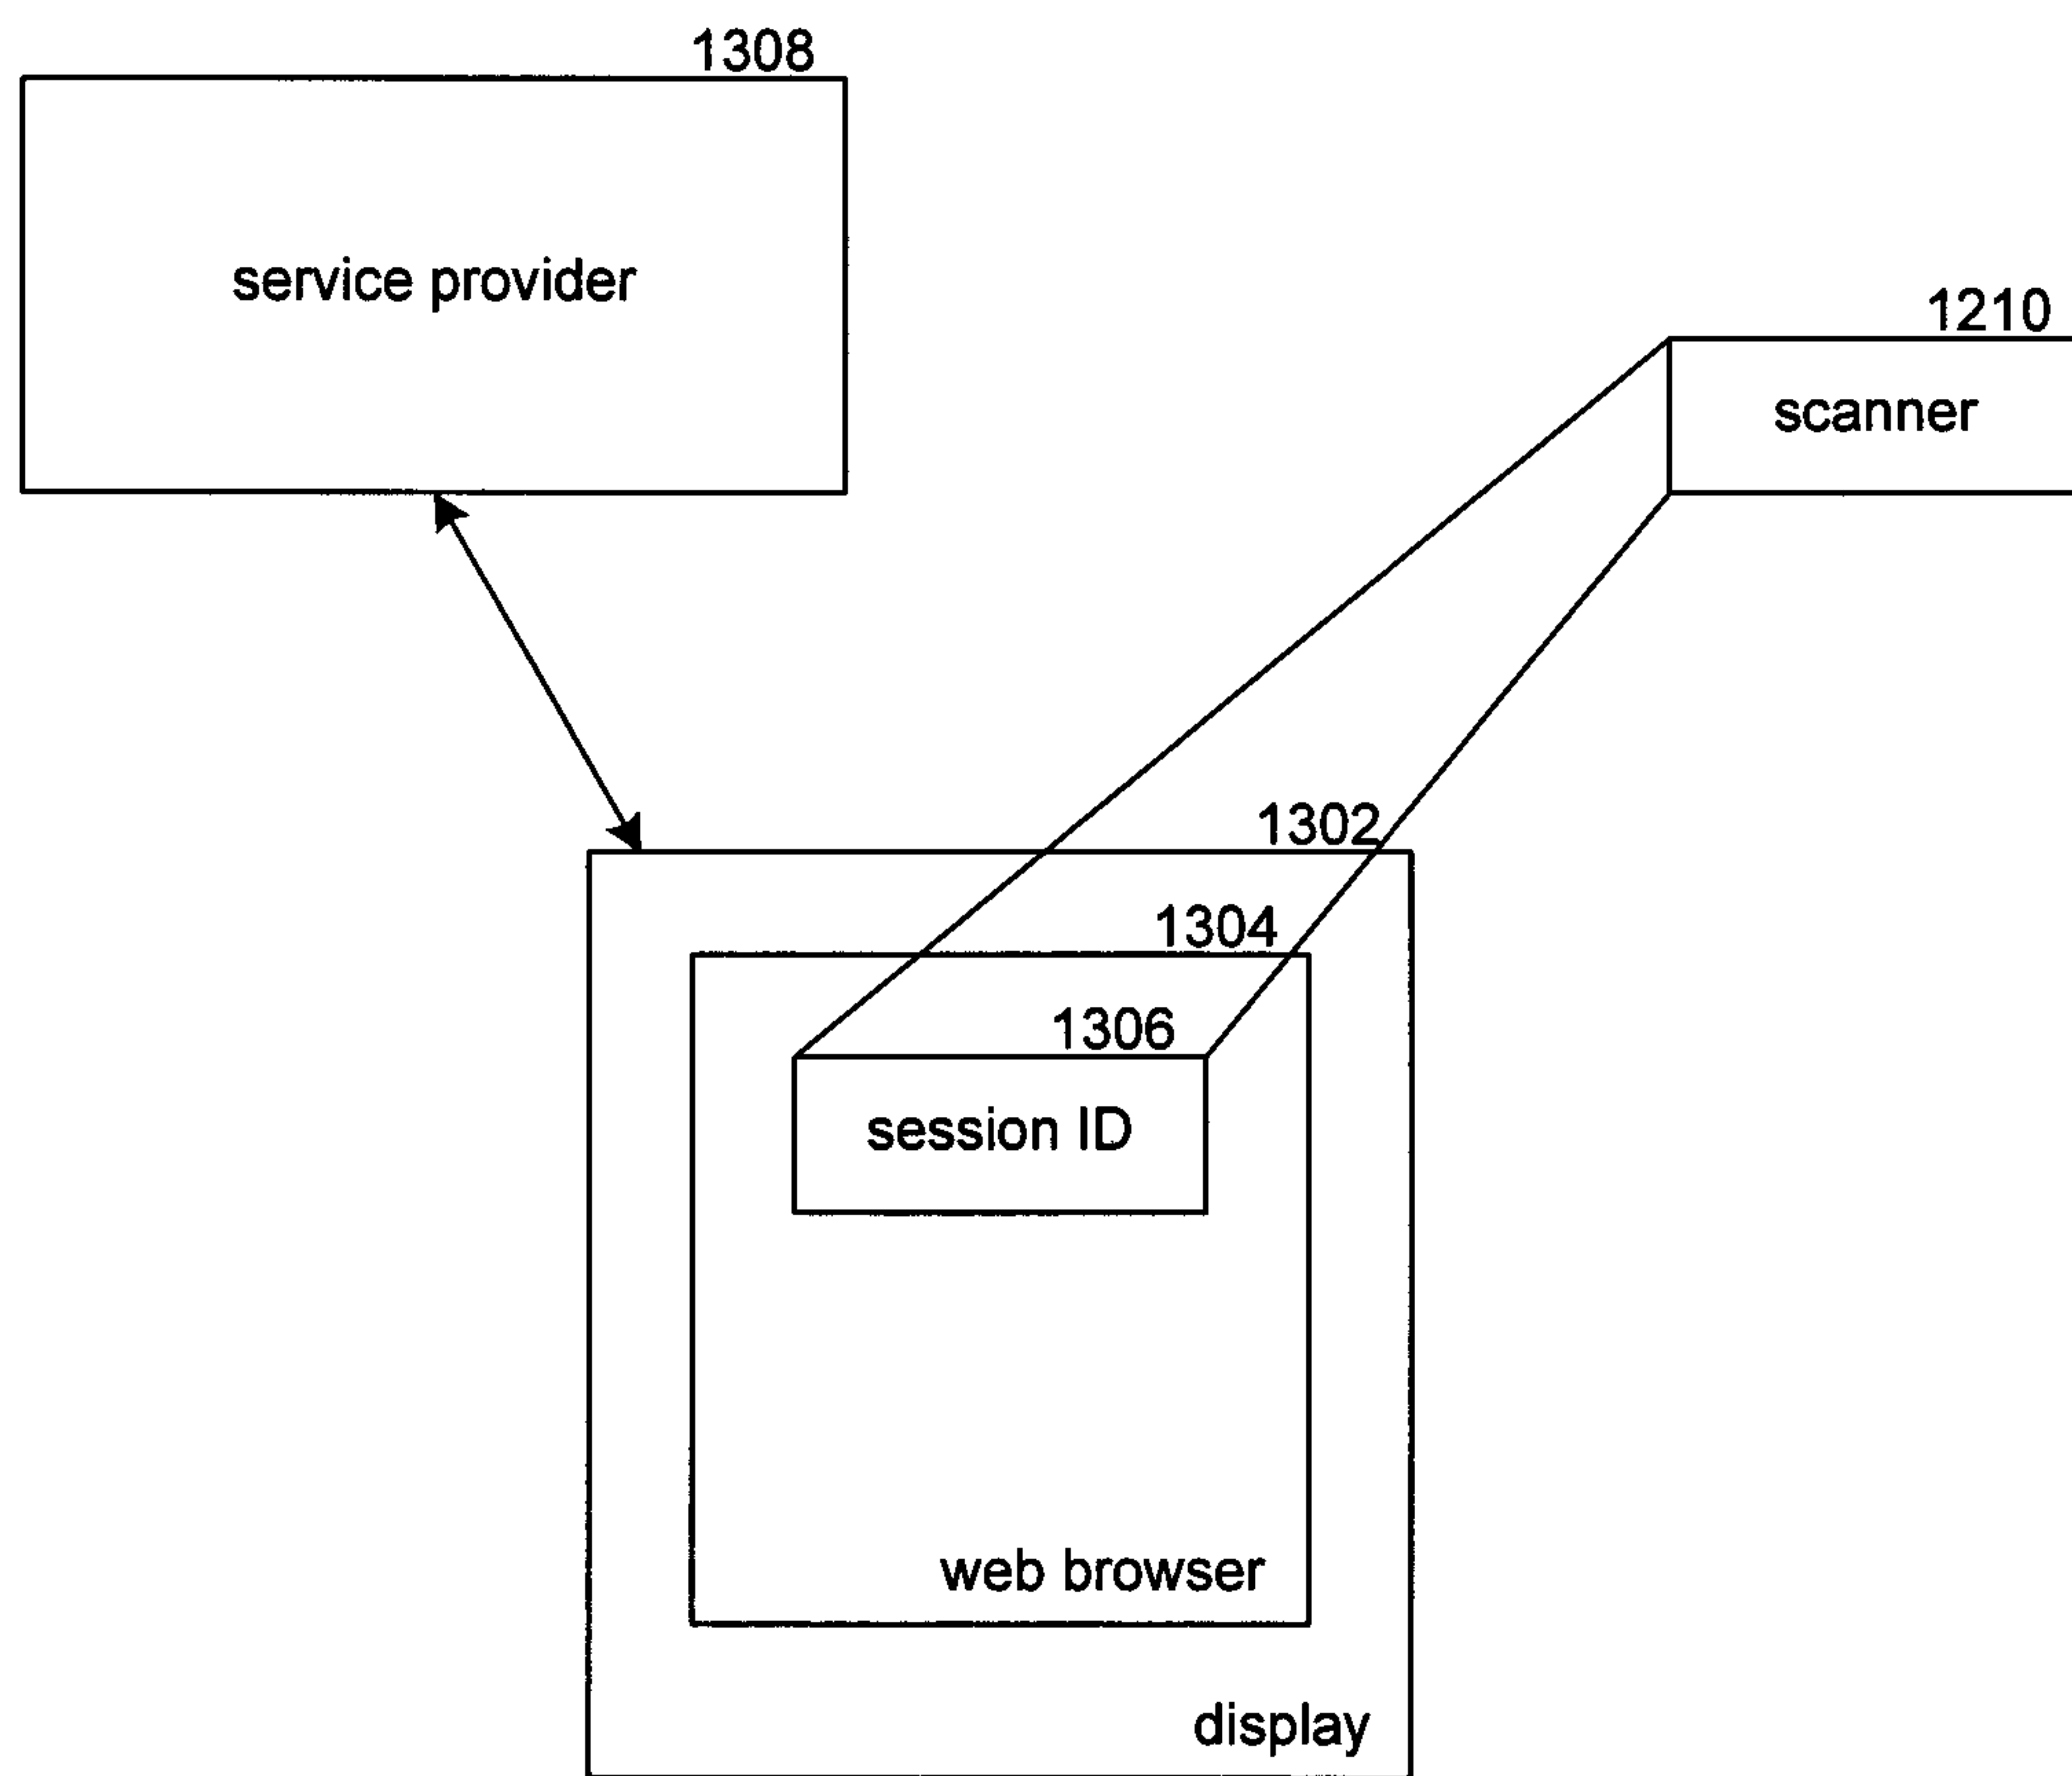 1308
service provider
1210
scanner
1302
1304
1306
session ID
web browser
display